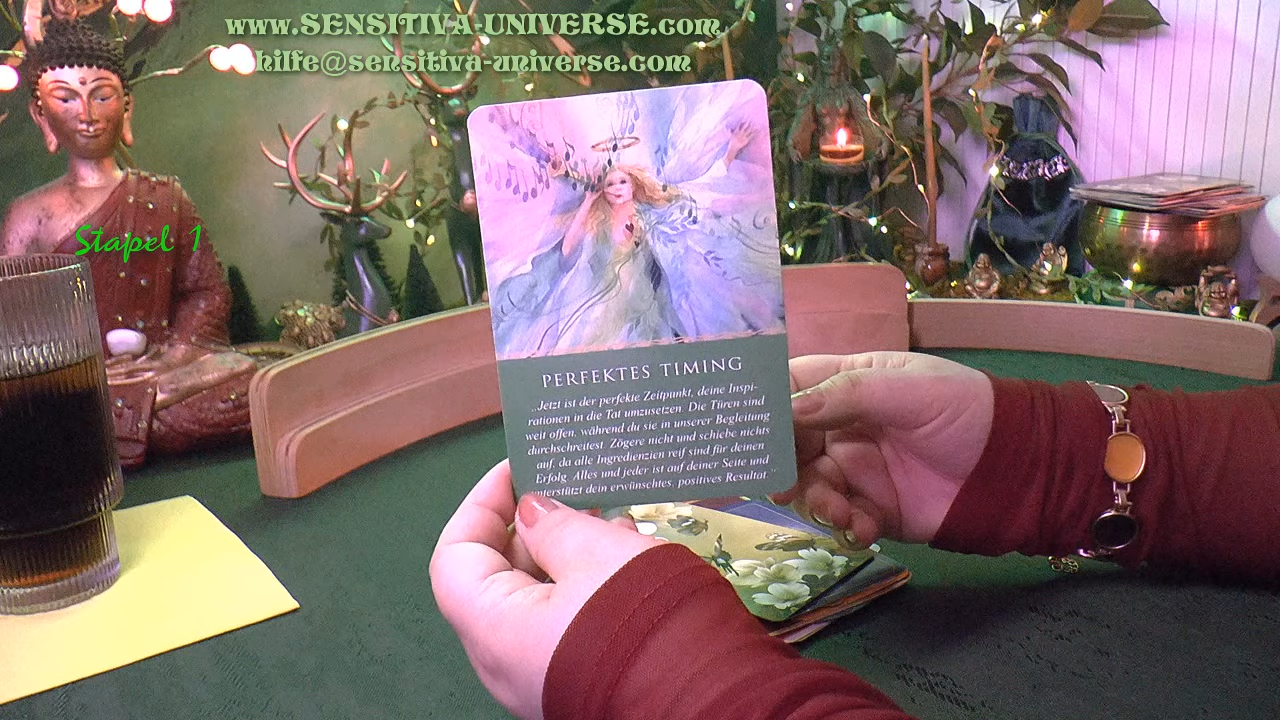 www.SENSITIVA-UNIVERSE.com
hilfe@sensitiva-universe.com
Stapel 1
PERFEKTES TIMING
„Jetzt ist der perfekte Zeitpunkt, deine Inspi-
rationen in die Tat umzusetzen. Die Türen sind
weit offen, während du sie in unserer Begleitung
durchschreitest. Zögere nicht und schiebe nichts
auf, da alle Ingredienzien reif sind für deinen
Erfolg. Alles und jeder ist auf deiner Seite und
unterstützt dein erwünschtes, positives Resultat.“